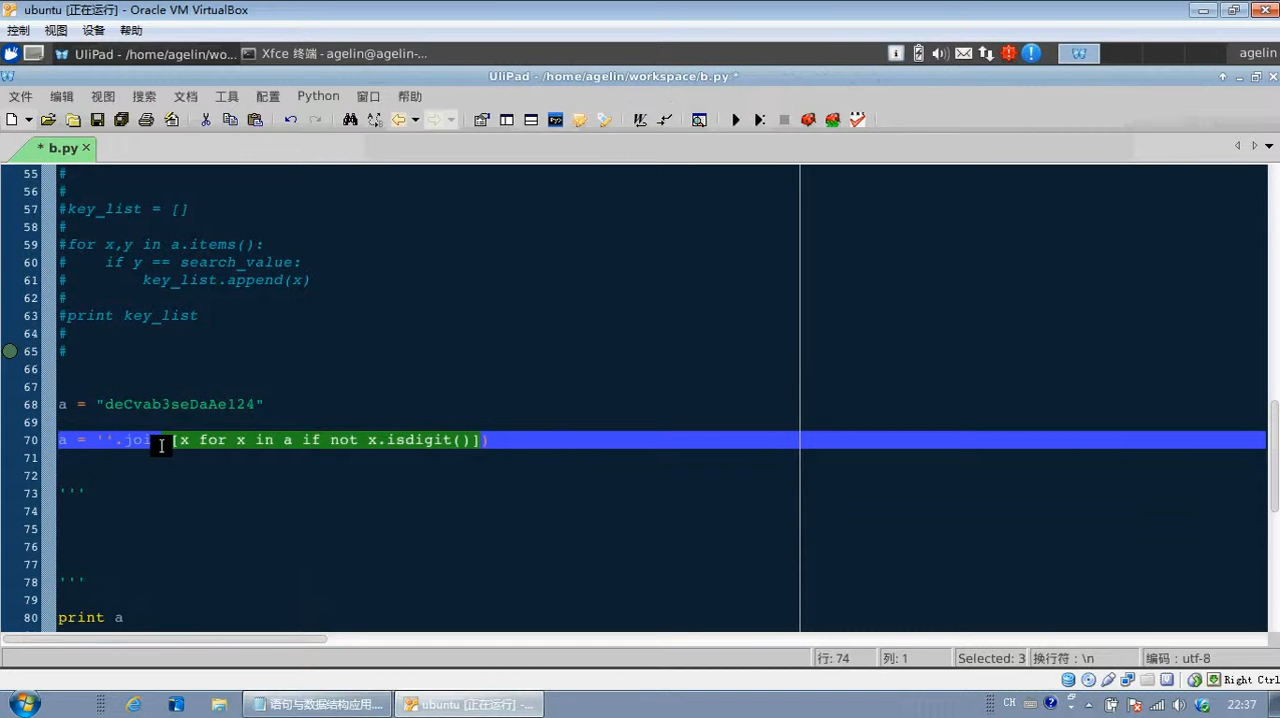 ubuntu [正在运行] - Oracle VM VirtualBox
控制 视图 设备 帮助
UliPad - /home/agelin/wo... Xfce 终端 - agelin@agelin-... agelin
UliPad - /home/agelin/workspace/b.py *
文件 编辑 视图 搜索 文档 工具 配置 Python 窗口 帮助
* b.py
55 #
56 #
57 #key_list = []
58 #
59 #for x,y in a.items():
60 #    if y == search_value:
61 #        key_list.append(x)
62 #
63 #print key_list
64 #
65 #
66
67
68 a = "deCvab3seDaAe124"
69
70 a = ''.joi [x for x in a if not x.isdigit()])
71
72
73 '''
74
75
76
77
78 '''
79
80 print a
行: 74 列: 1 Selected: 3 换行符: \n 编码: utf-8
Right Ctrl
语句与数据结构应用... ubuntu [正在运行] -... CH 22:37